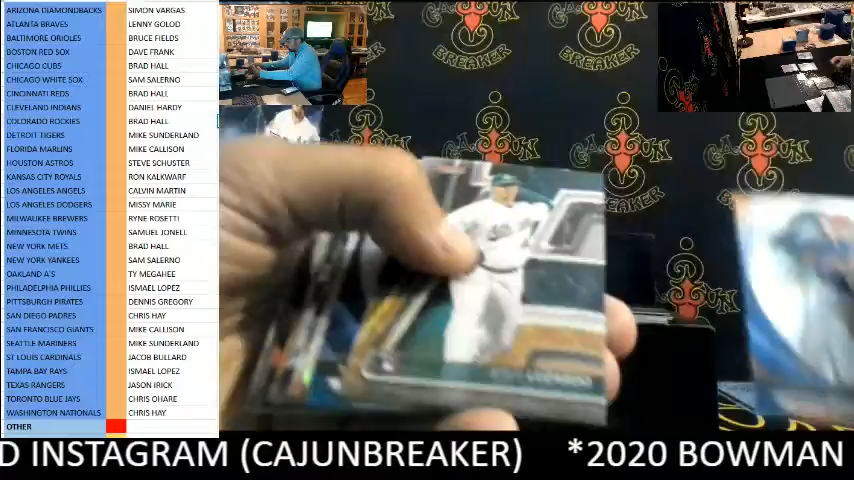 ARIZONA DIAMONDBACKS SIMON VARGAS
ATLANTA BRAVES LENNY GOLOD
BALTIMORE ORIOLES BRUCE FIELDS
BOSTON RED SOX DAVE FRANK
CHICAGO CUBS BRAD HALL
CHICAGO WHITE SOX SAM SALERNO
CINCINNATI REDS BRAD HALL
CLEVELAND INDIANS DANIEL HARDY
COLORADO ROCKIES BRAD HALL
DETROIT TIGERS MIKE SUNDERLAND
FLORIDA MARLINS MIKE CALLISON
HOUSTON ASTROS STEVE SCHUSTER
KANSAS CITY ROYALS RON KALKWARF
LOS ANGELES ANGELS CALVIN MARTIN
LOS ANGELES DODGERS MISSY MARIE
MILWAUKEE BREWERS RYNE ROSETTI
MINNESOTA TWINS SAMUEL JONELL
NEW YORK METS BRAD HALL
NEW YORK YANKEES SAM SALERNO
OAKLAND A'S TY MEGAHEE
PHILADELPHIA PHILLIES ISMAEL LOPEZ
PITTSBURGH PIRATES DENNIS GREGORY
SAN DIEGO PADRES CHRIS HAY
SAN FRANCISCO GIANTS MIKE CALLISON
SEATTLE MARINERS MIKE SUNDERLAND
ST LOUIS CARDINALS JACOB BULLARD
TAMPA BAY RAYS ISMAEL LOPEZ
TEXAS RANGERS JASON IRICK
TORONTO BLUE JAYS CHRIS OHARE
WASHINGTON NATIONALS CHRIS HAY
OTHER
BREAKER
BREAKER
CAJUN
BREAKER
D INSTAGRAM (CAJUNBREAKER) *2020 BOWMAN